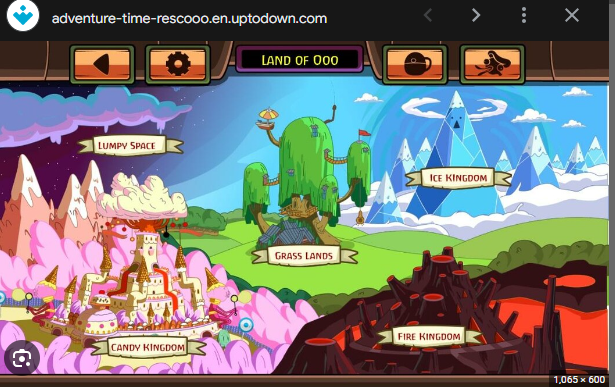 adventure-time-rescooo.en.uptodown.com
LAND OF OOO
LUMPY SPACE
ICE KINGDOM
GRASS LANDS
FIRE KINGDOM
CANDY KINGDOM
1,065 × 600